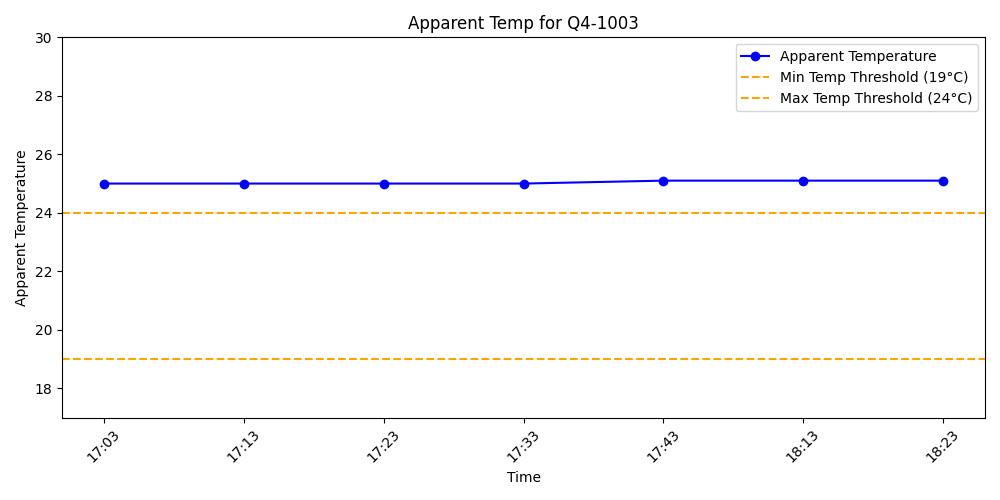 Apparent Temp for Q4-1003
Apparent Temperature
30
28
26
24
22
20
18
Apparent Temperature
Min Temp Threshold (19°C)
Max Temp Threshold (24°C)
17:03
17:13
17:23
17:33
17:43
18:13
18:23
Time